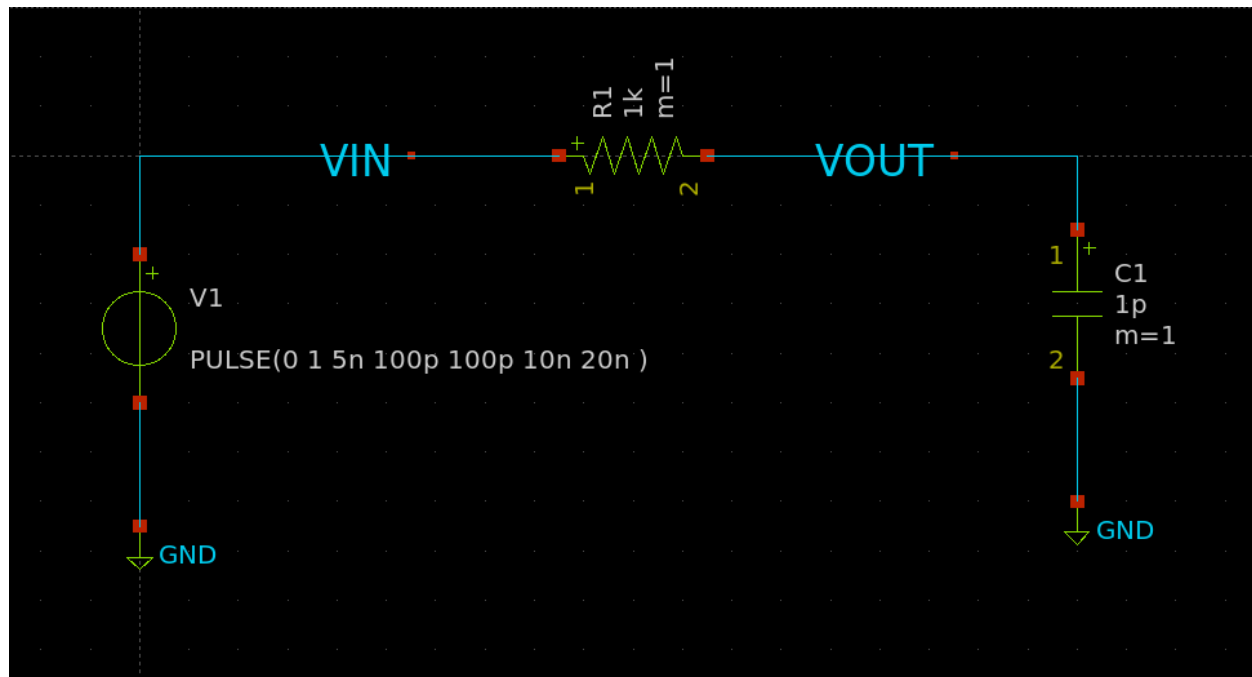 R1
1k
m=1
VIN
+
1
2
VOUT
+
V1
PULSE(0 1 5n 100p 100p 10n 20n )
GND
1
+
C1
1p
m=1
2
GND